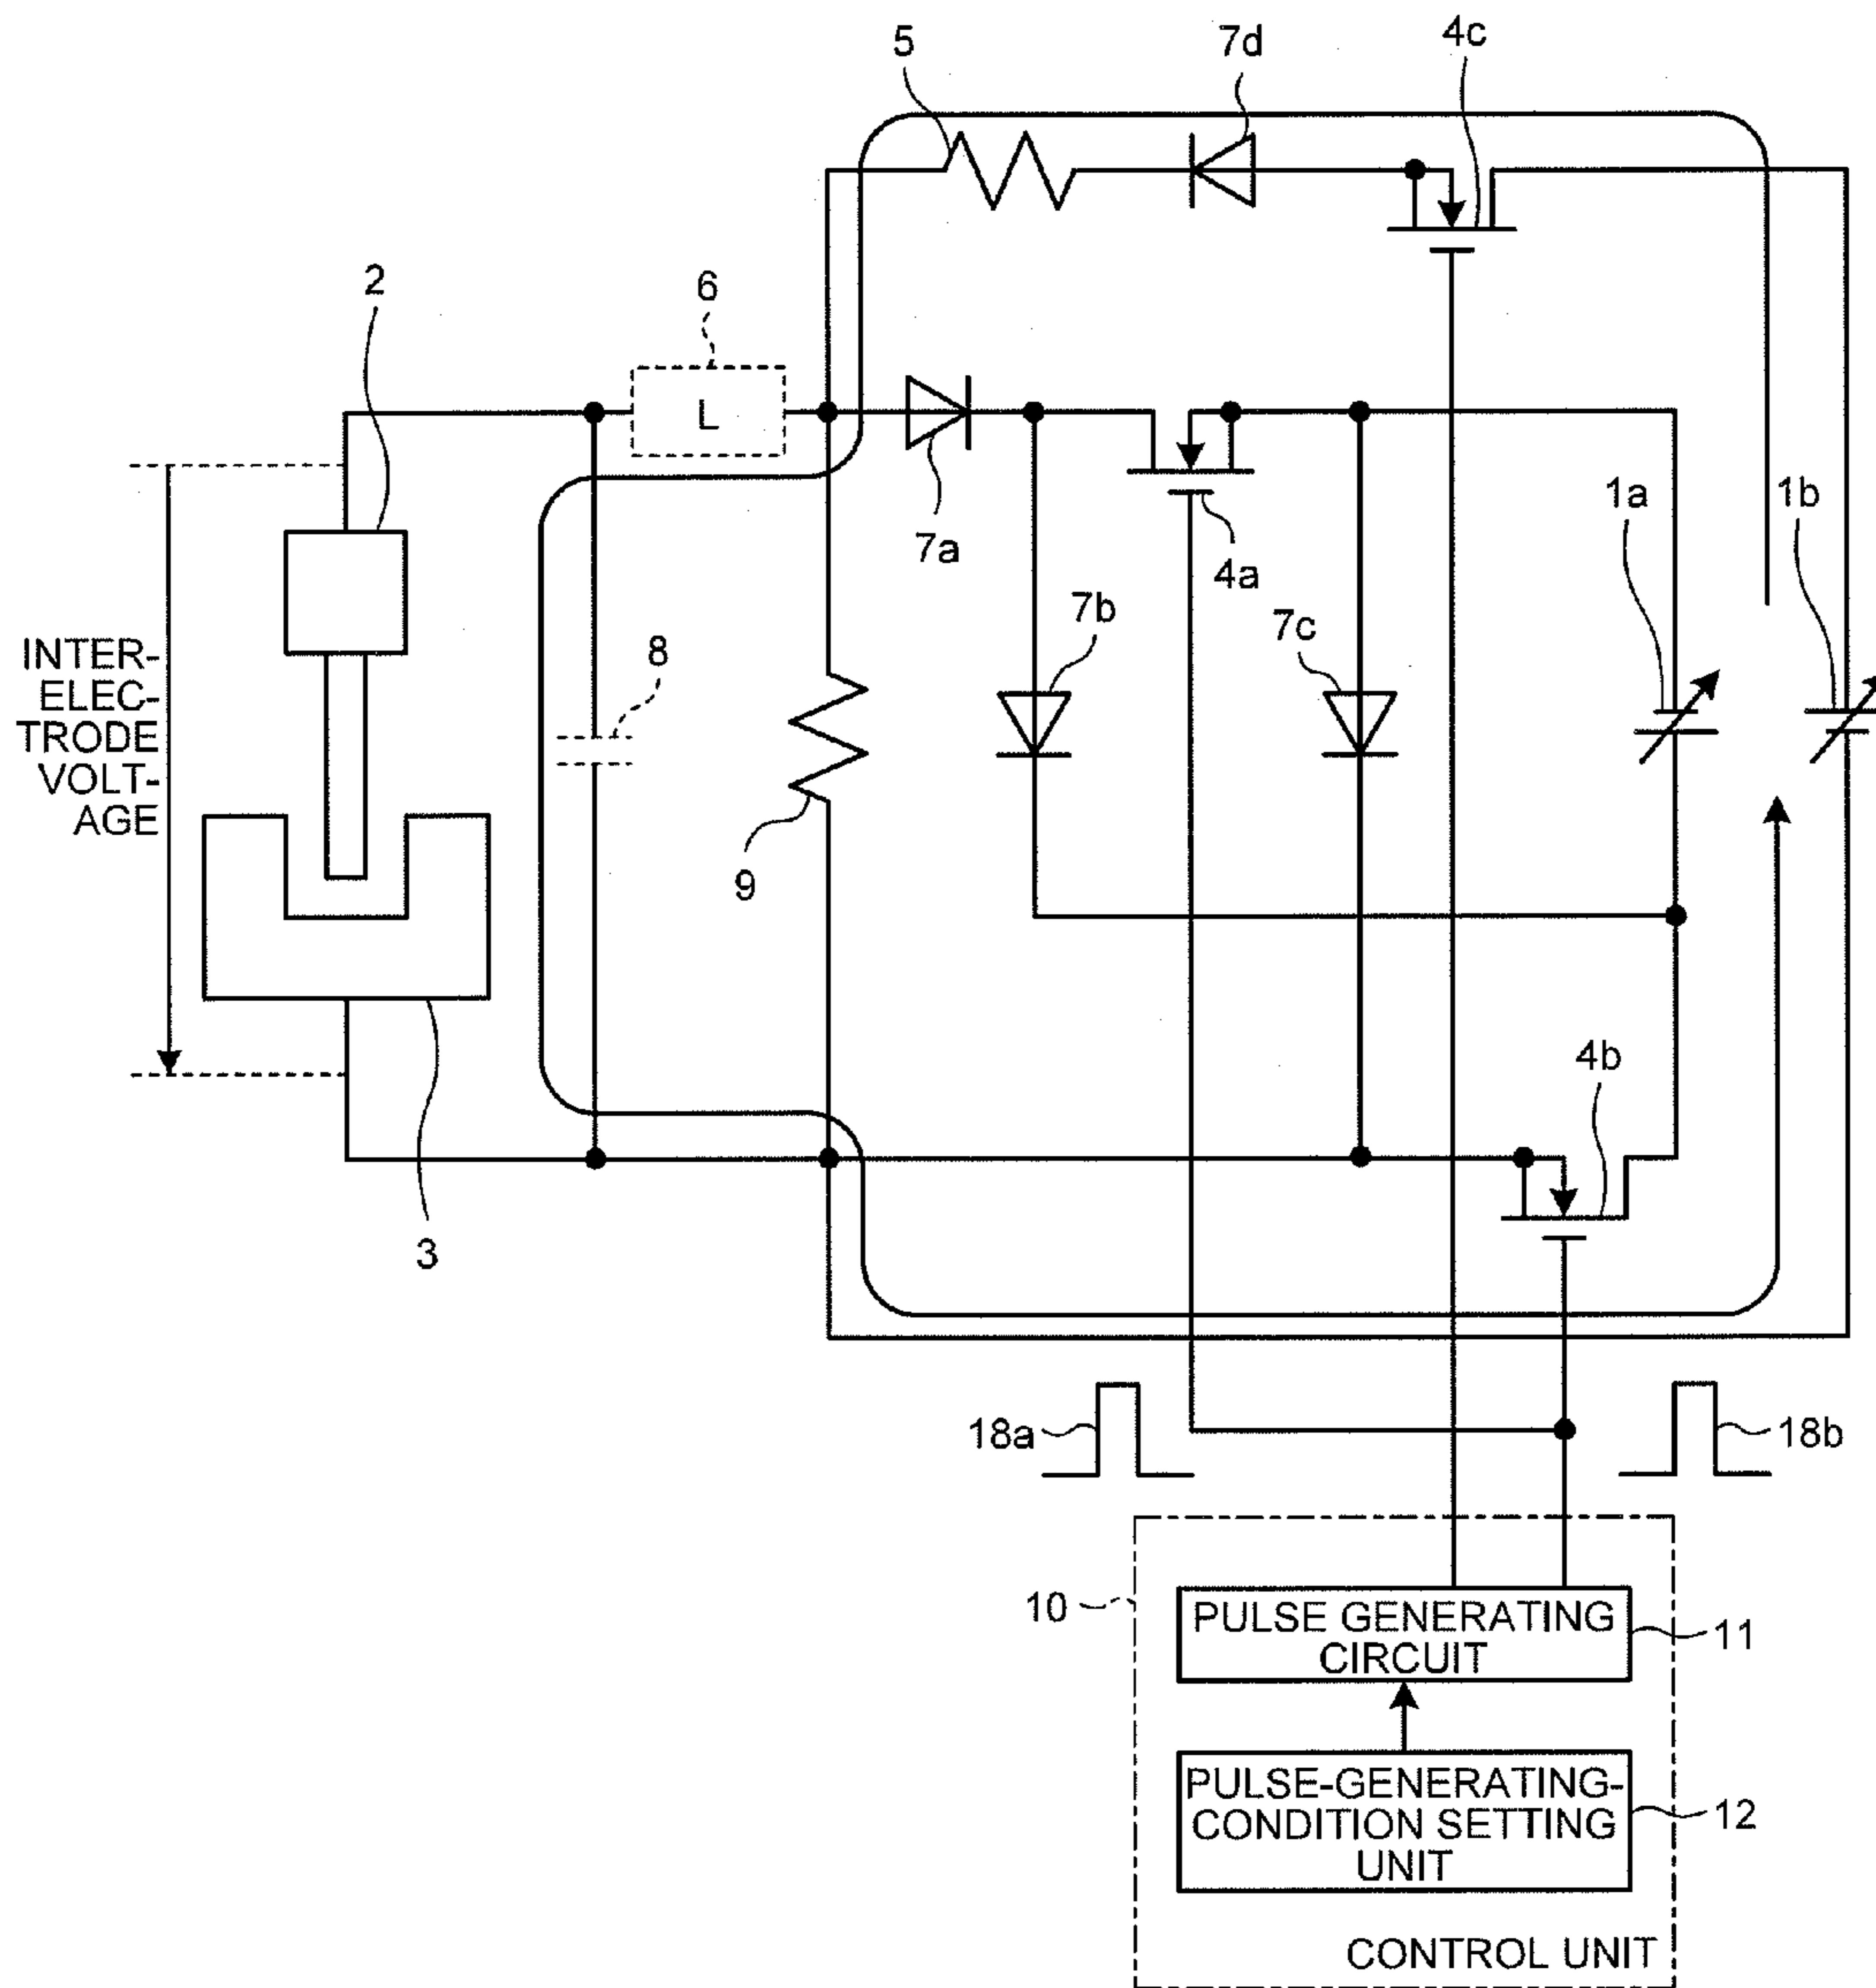 5
7d
4c
2
6
L
1a
1b
7a
4a
7b
7c
INTER-
ELEC-
TRODE
VOLT-
AGE
8
9
4b
3
18a
18b
10
PULSE GENERATING
CIRCUIT
11
PULSE-GENERATING-
CONDITION SETTING
UNIT
12
CONTROL UNIT